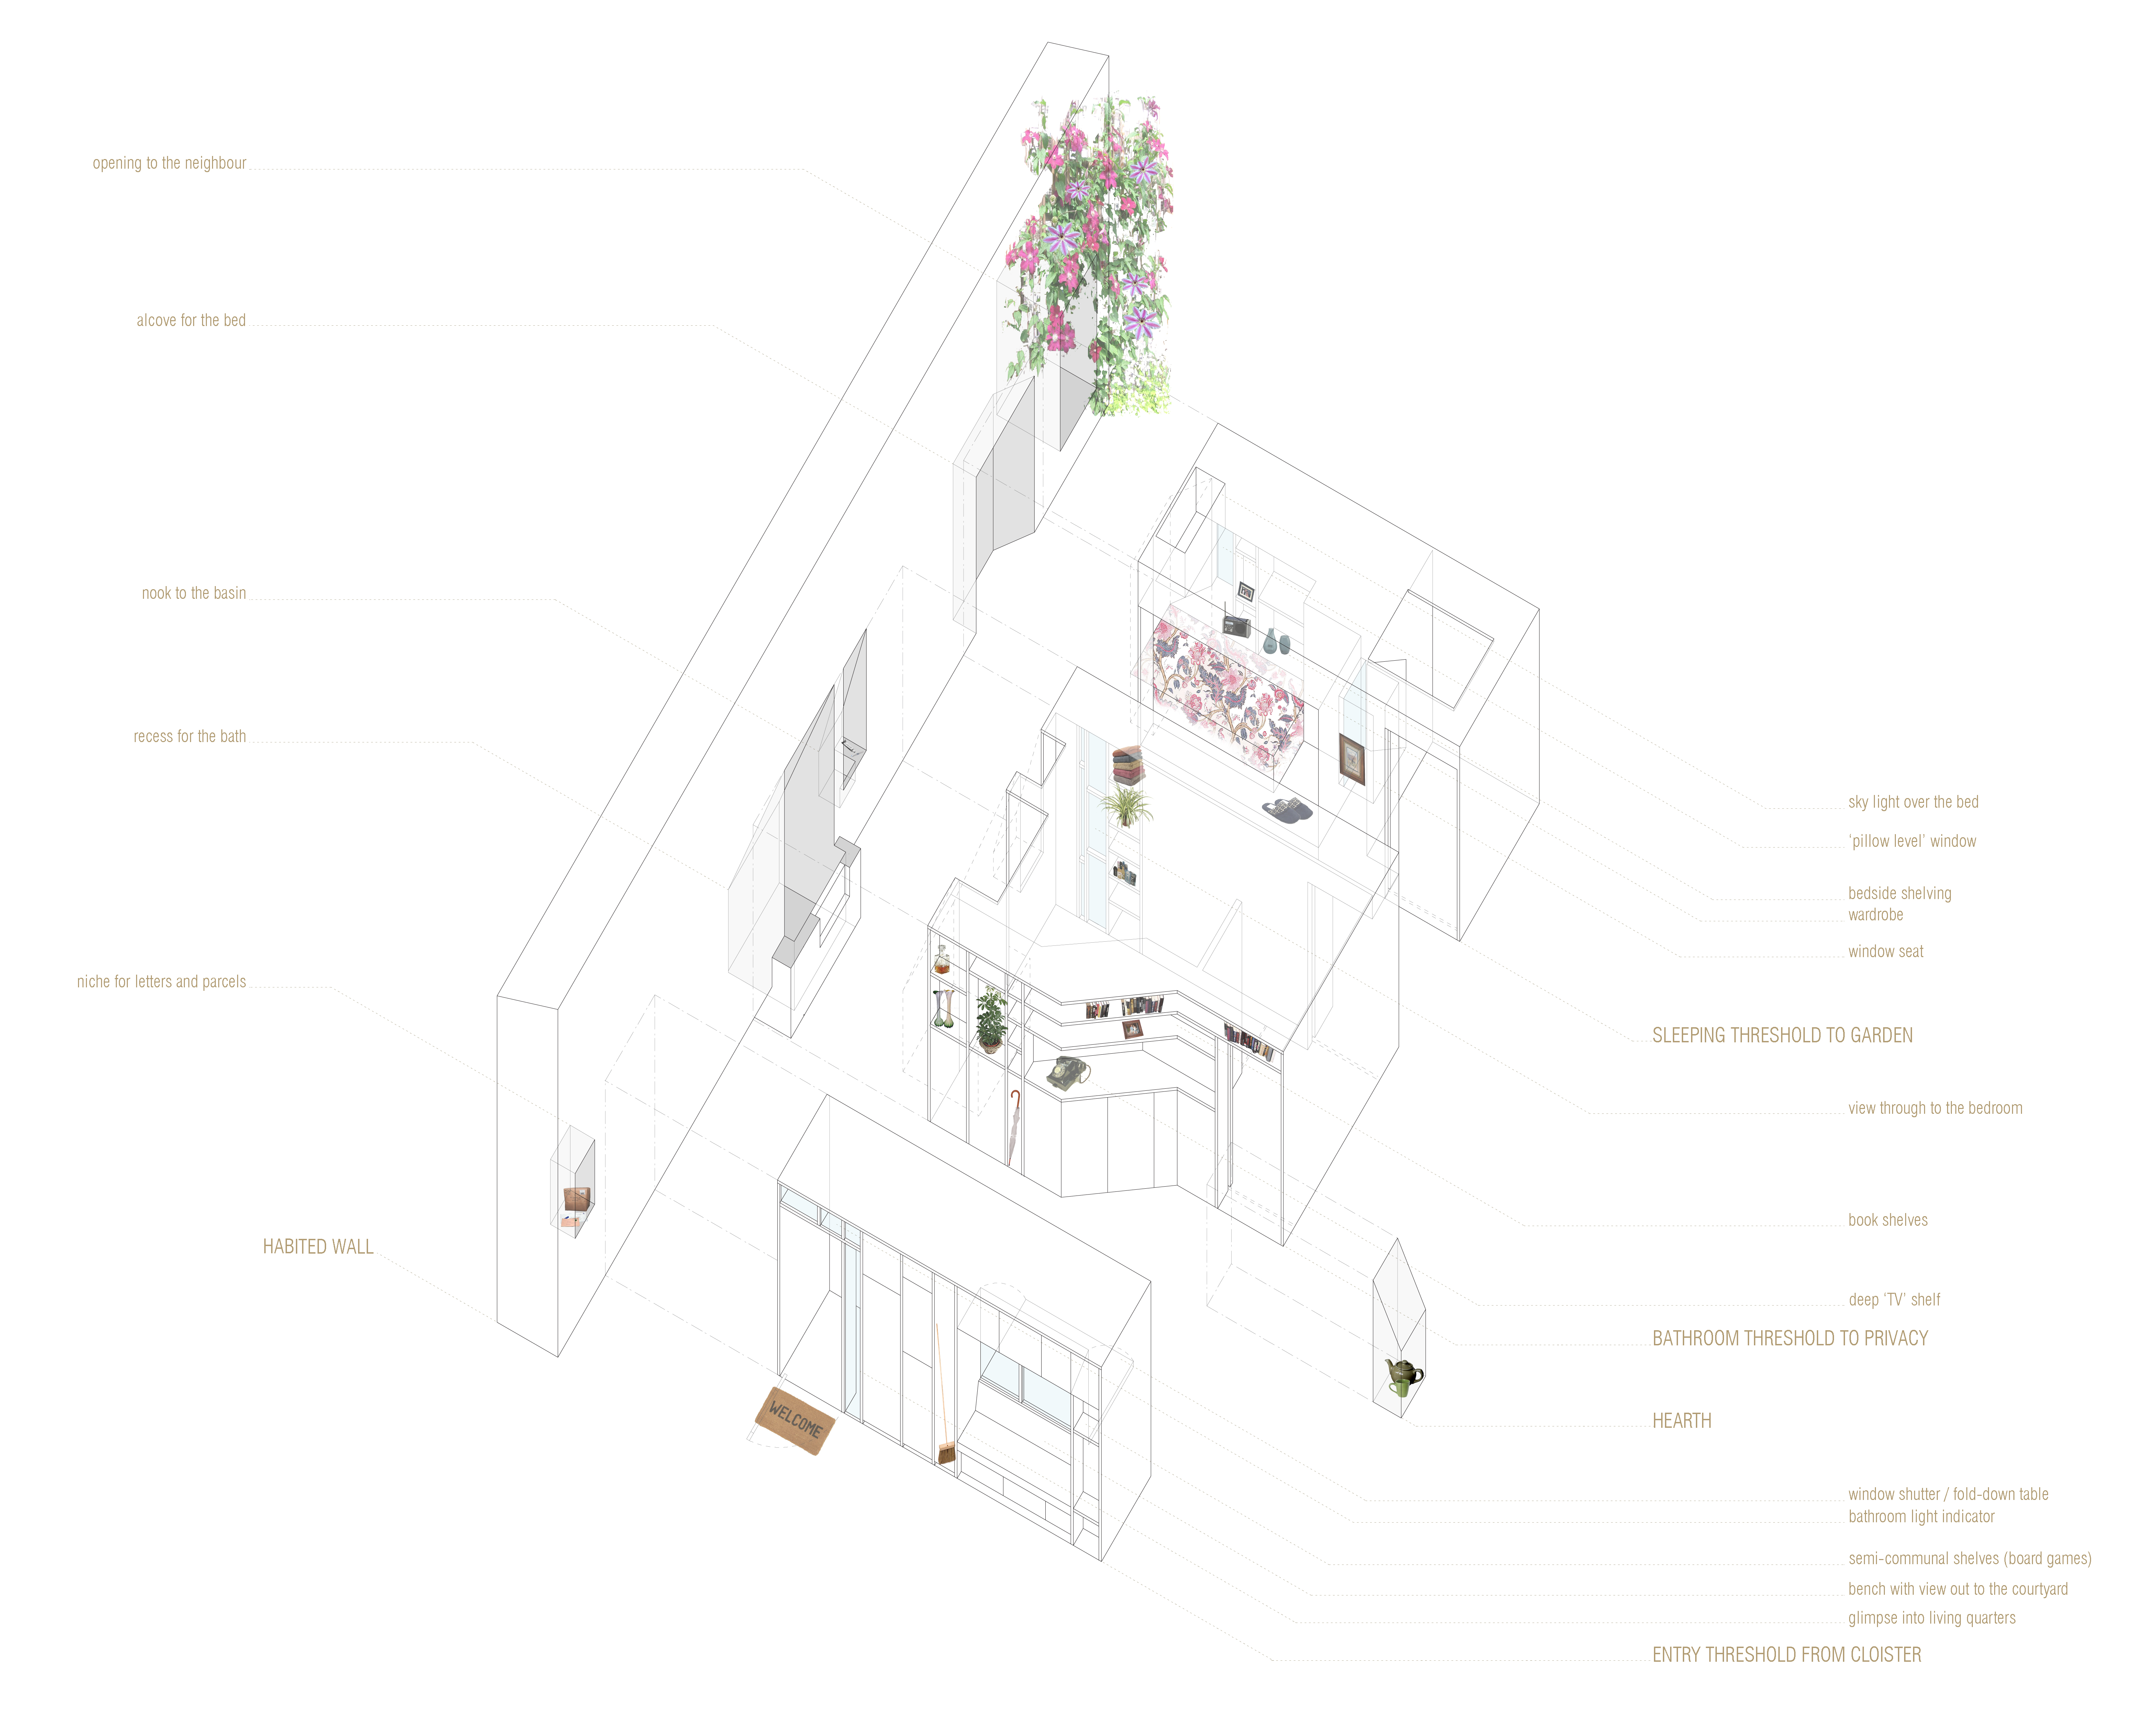 opening to the neighbour
alcove for the bed
nook to the basin
recess for the bath
niche for letters and parcels
HABITED WALL
WELCOME
sky light over the bed
‘pillow level’ window
bedside shelving
wardrobe
window seat
SLEEPING THRESHOLD TO GARDEN
view through to the bedroom
book shelves
deep ‘TV’ shelf
BATHROOM THRESHOLD TO PRIVACY
HEARTH
window shutter / fold-down table
bathroom light indicator
semi-communal shelves (board games)
bench with view out to the courtyard
glimpse into living quarters
ENTRY THRESHOLD FROM CLOISTER